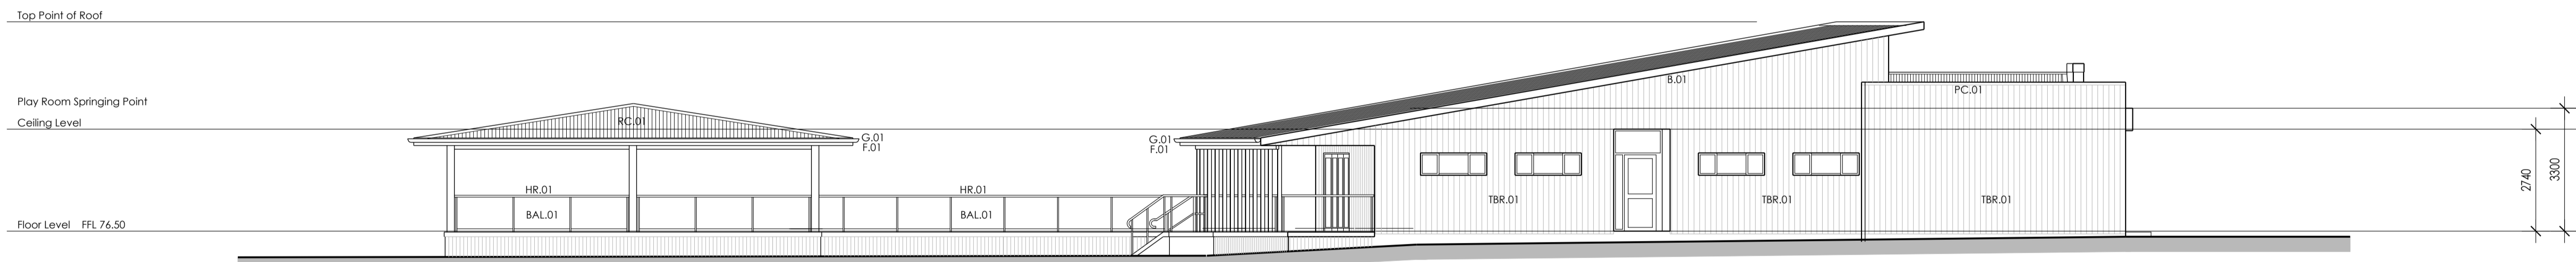 Top Point of Roof
B.01
PC.01
Play Room Springing Point
Ceiling Level
RC.01
G.01
F.01
G.01
F.01
HR.01
HR.01
TBR.01
TBR.01
TBR.01
2740
3300
BAL.01
BAL.01
Floor Level FFL 76.50